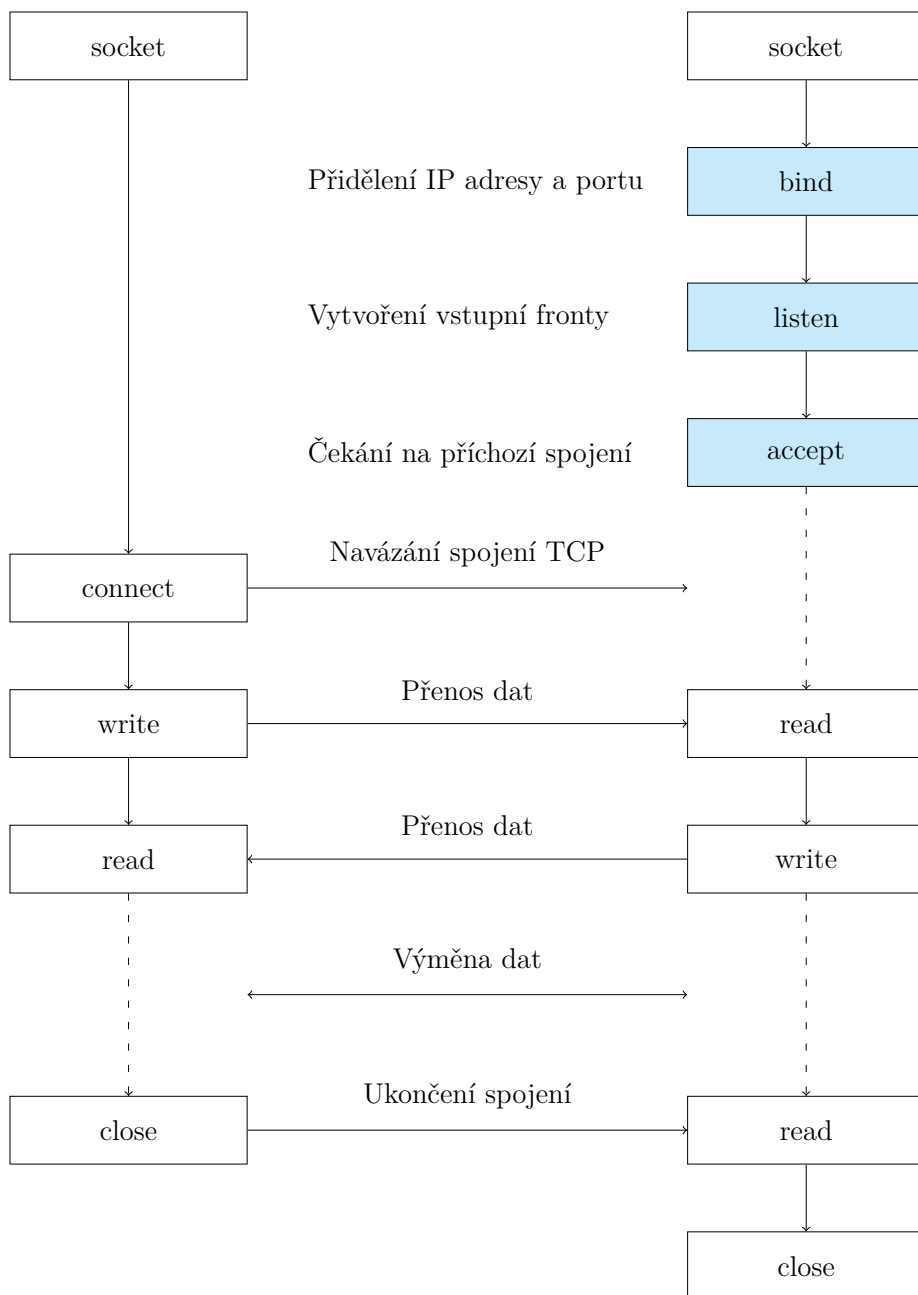 socket
socket
Přidělení IP adresy a portu
bind
Vytvoření vstupní fronty
listen
Čekání na příchozí spojení
accept
Navázání spojení TCP
connect
Přenos dat
write
read
Přenos dat
read
write
Výměna dat
Ukončení spojení
close
read
close